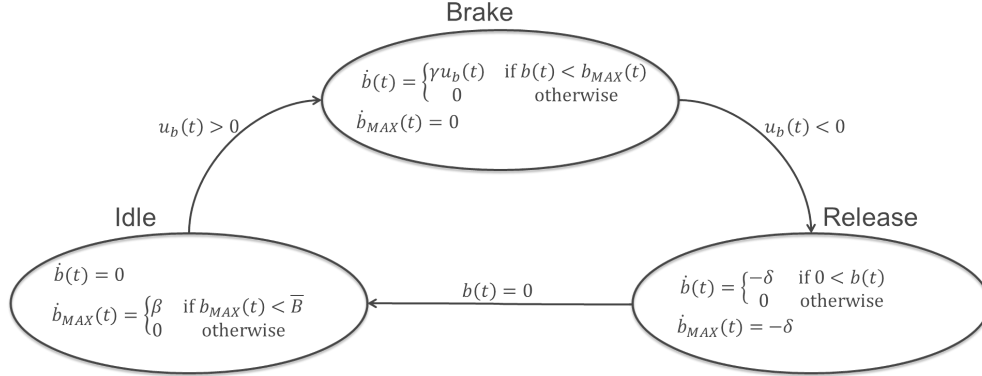 Brake
ḃ(t) = {γu_b(t) if b(t) < b_MAX(t)
0 otherwise
ḃ_MAX(t) = 0
u_b(t) > 0
u_b(t) < 0
Idle
ḃ(t) = 0
ḃ_MAX(t) = {β if b_MAX(t) < B̅
0 otherwise
b(t) = 0
Release
ḃ(t) = {−δ if 0 < b(t)
0 otherwise
ḃ_MAX(t) = −δ